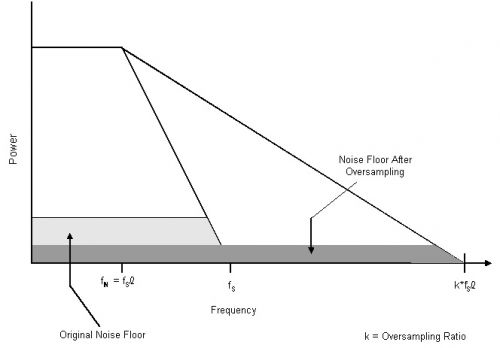 Power
Noise Floor After
Oversampling
fN = fS/2
fS
k*fS/2
Frequency
Original Noise Floor
k = Oversampling Ratio